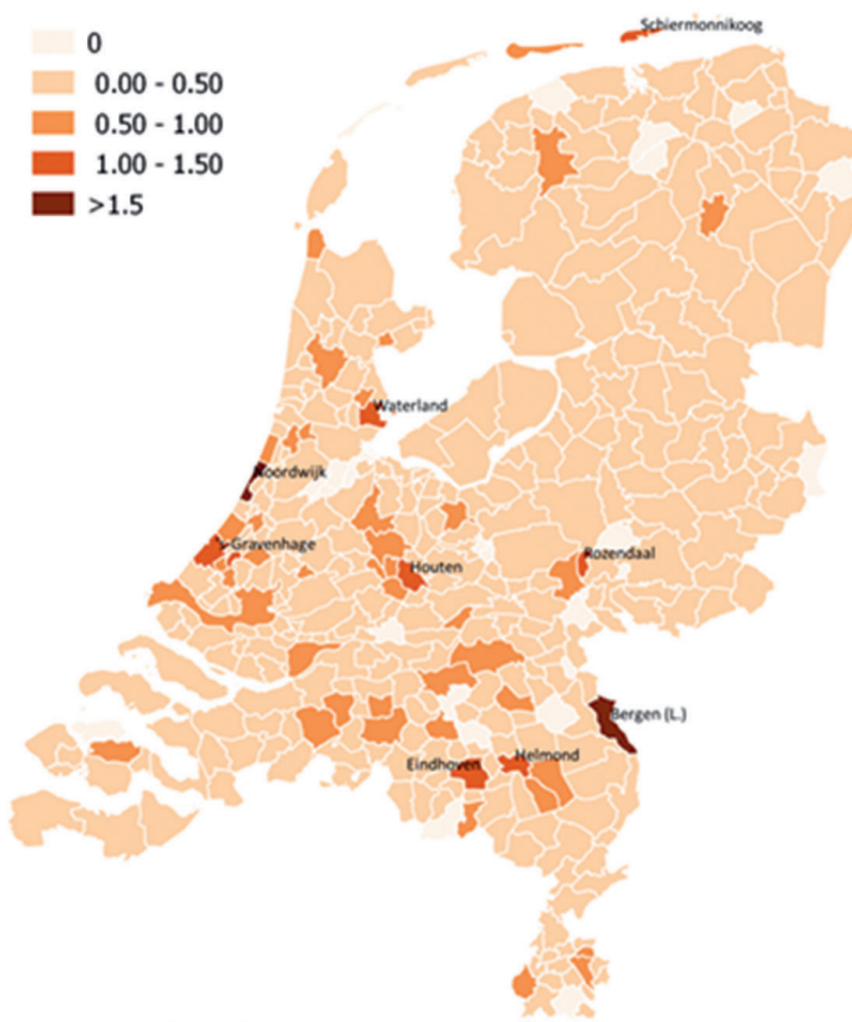 0
0.00 - 0.50
0.50 - 1.00
1.00 - 1.50
>1.5
Schiermonnikoog
Waterland
Noordwijk
's-Gravenhage
Houten
Rozendaal
Bergen (L.)
Helmond
Eindhoven